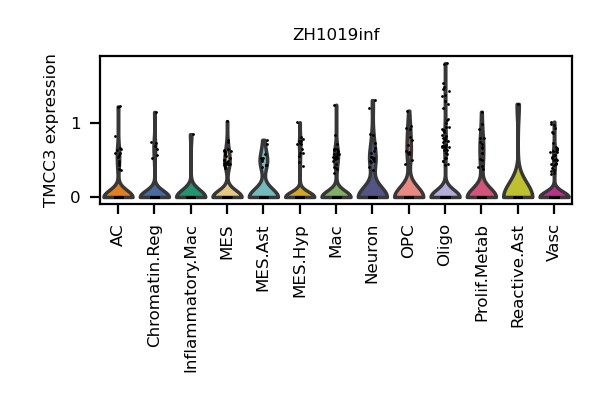 ZH1019inf
TMCC3 expression
1
0
AC
Chromatin.Reg
Inflammatory.Mac
MES
MES.Ast
MES.Hyp
Mac
Neuron
OPC
Oligo
Prolif.Metab
Reactive.Ast
Vasc